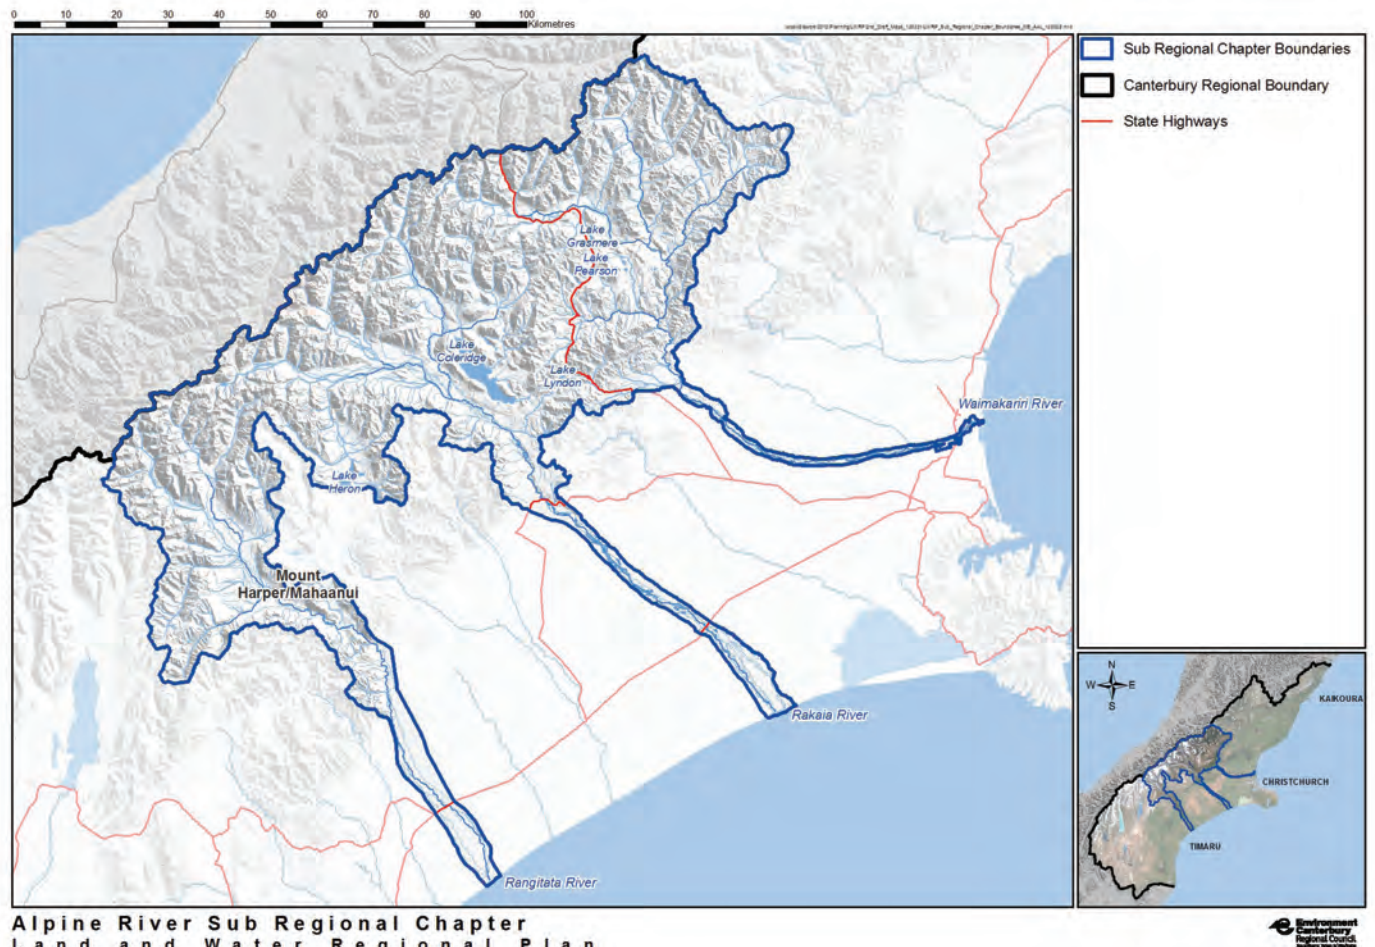 0 10 20 30 40 50 60 70 80 90 100
Kilometres
Sub Regional Chapter Boundaries
Canterbury Regional Boundary
State Highways
Lake
Grasmere
Lake
Pearson
Lake
Coleridge
Lake
Lyndon
Waimakariri River
Lake
Heron
Mount
Harper/Mahaanui
Rakaia River
Rangitata River
N
W E
S
KAIKOURA
CHRISTCHURCH
TIMARU
Alpine River Sub Regional Chapter
Land and Water Regional Plan
Environment
Canterbury
Regional Council